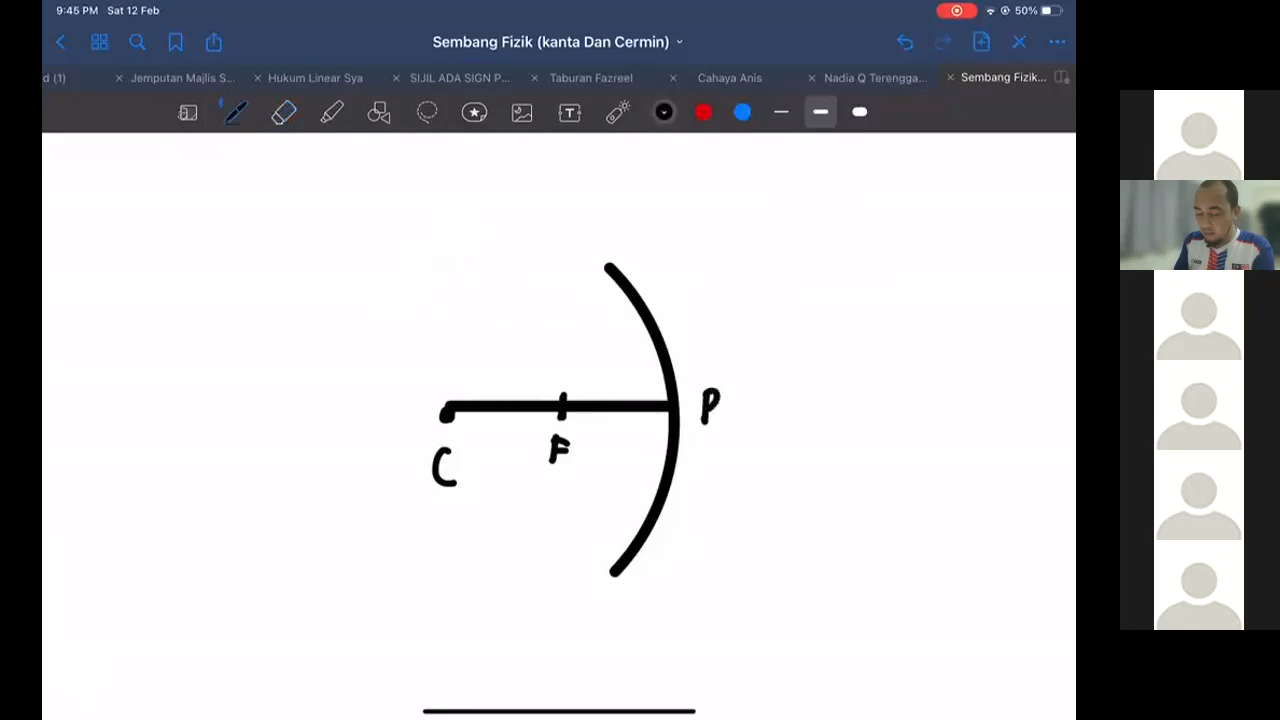 9:45 PM Sat 12 Feb 50%
Sembang Fizik (kanta Dan Cermin)
d (1) Jemputan Majlis S... Hukum Linear Sya SIJIL ADA SIGN P... Taburan Fazreel Cahaya Anis Nadia Q Terengga... Sembang Fizik...
T
P
C F